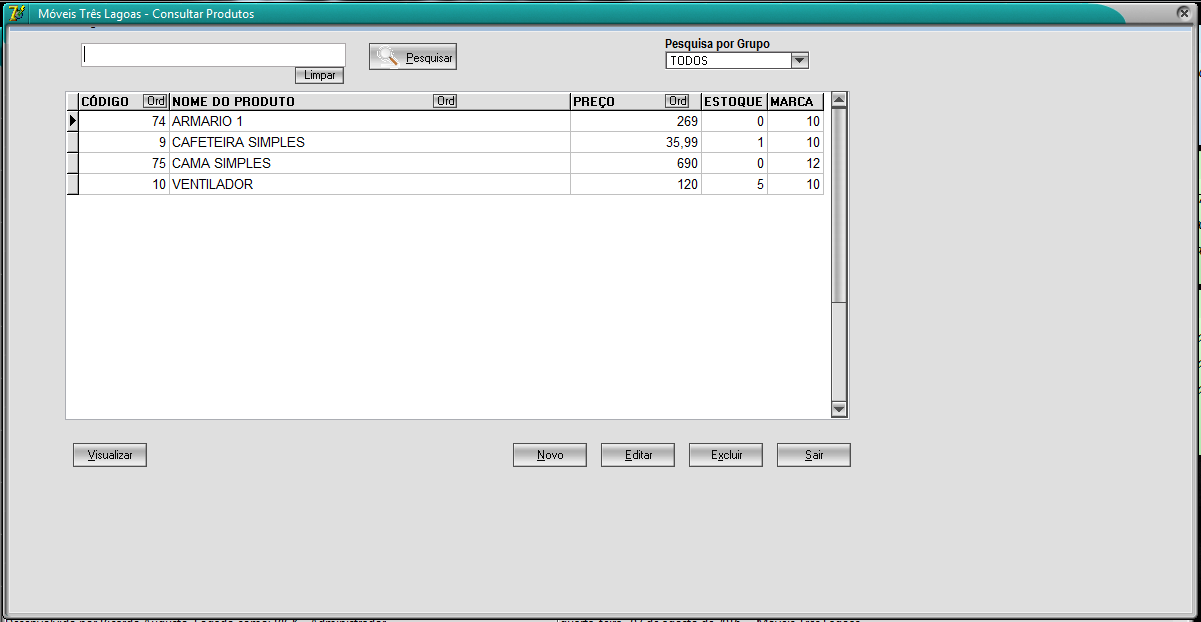 Móveis Três Lagoas - Consultar Produtos
Pesquisar
Limpar
Pesquisa por Grupo
TODOS
CÓDIGO Ord NOME DO PRODUTO Ord PREÇO Ord ESTOQUE MARCA
74 ARMARIO 1 269 0 10
9 CAFETEIRA SIMPLES 35,99 1 10
75 CAMA SIMPLES 690 0 12
10 VENTILADOR 120 5 10
Visualizar Novo Editar Excluir Sair